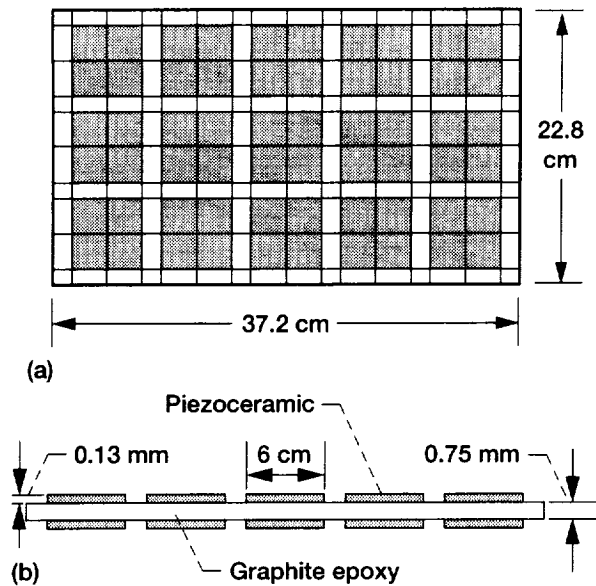 22.8
cm
37.2 cm
(a)
Piezoceramic
0.13 mm
6 cm
0.75 mm
Graphite epoxy
(b)